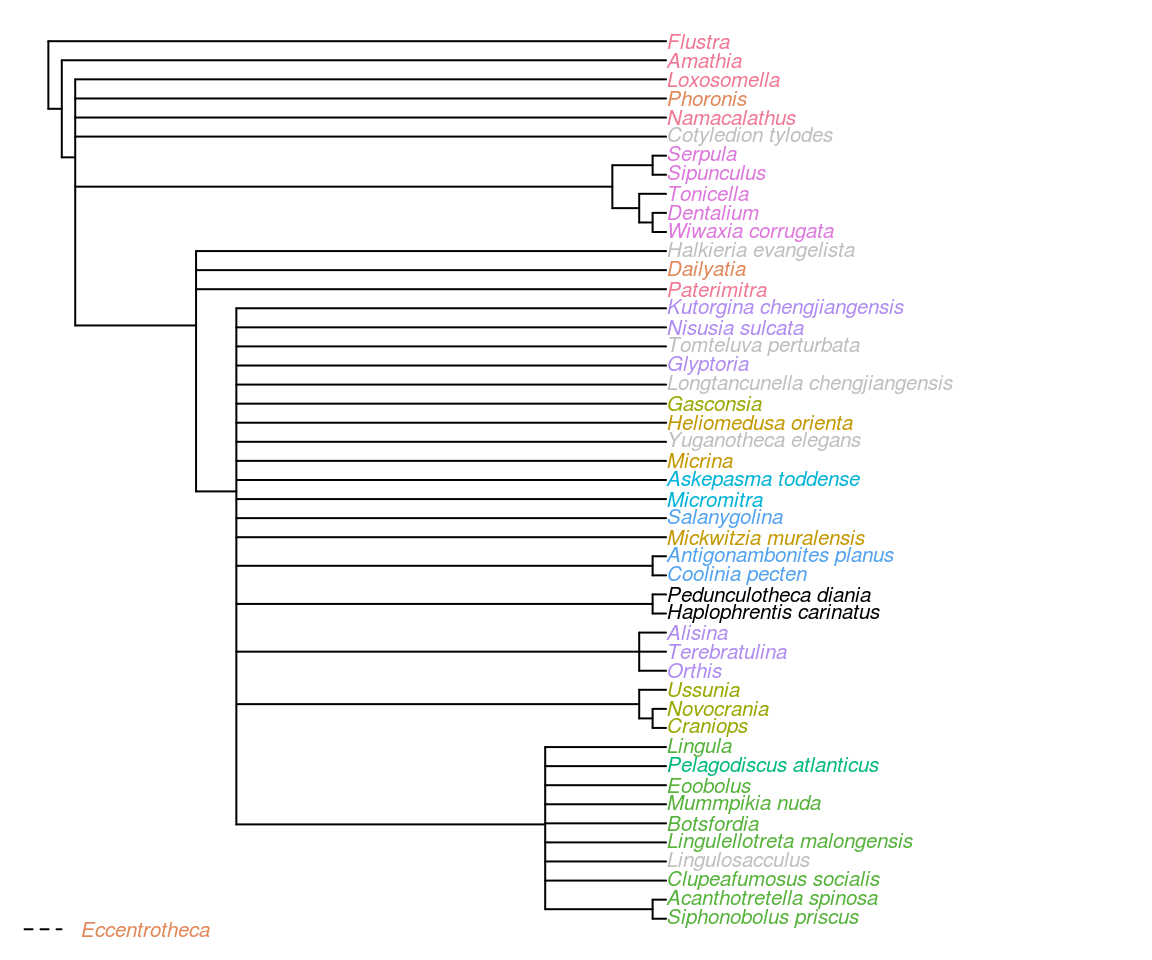 Flustra
Amathia
Loxosomella
Phoronis
Namacalathus
Cotyledion tylodes
Serpula
Sipunculus
Tonicella
Dentalium
Wiwaxia corrugata
Halkieria evangelista
Dailyatia
Paterimitra
Kutorgina chengjiangensis
Nisusia sulcata
Tomteluva perturbata
Glyptoria
Longtancunella chengjiangensis
Gasconsia
Heliomedusa orienta
Yuganotheca elegans
Micrina
Askepasma toddense
Micromitra
Salanygolina
Mickwitzia muralensis
Antigonambonites planus
Coolinia pecten
Pedunculotheca diania
Haplophrentis carinatus
Alisina
Terebratulina
Orthis
Ussunia
Novocrania
Craniops
Lingula
Pelagodiscus atlanticus
Eoobolus
Mummpikia nuda
Botsfordia
Lingulellotreta malongensis
Lingulosacculus
Clupeafumosus socialis
Acanthotretella spinosa
Siphonobolus priscus
Eccentrotheca